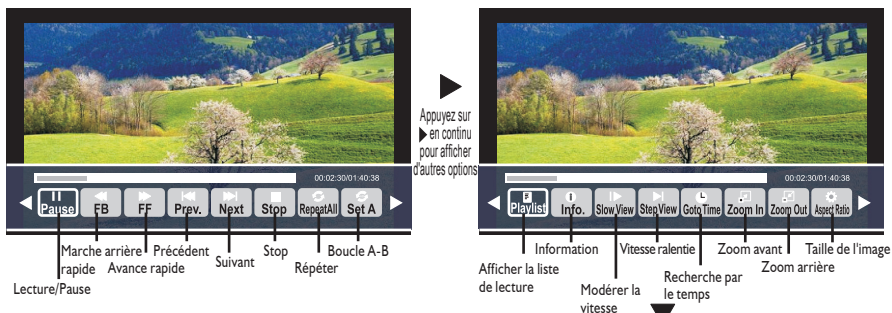 00:02:30/01:40:38
Pause FB FF Prev. Next Stop RepeatAll Set A
Marche arrière
rapide
Précédent
Avance rapide
Suivant
Stop
Boucle A-B
Répéter
Lecture/Pause
Appuyez sur
en continu
pour afficher
d'autres options
00:02:30/01:40:38
Playlist Info. Slow View Step View Goto Time Zoom In Zoom Out Aspect Ratio
Information
Vitesse ralentie
Zoom avant
Taille de l'image
Afficher la liste
de lecture
Zoom arrière
Recherche par
le temps
Modérer la
vitesse